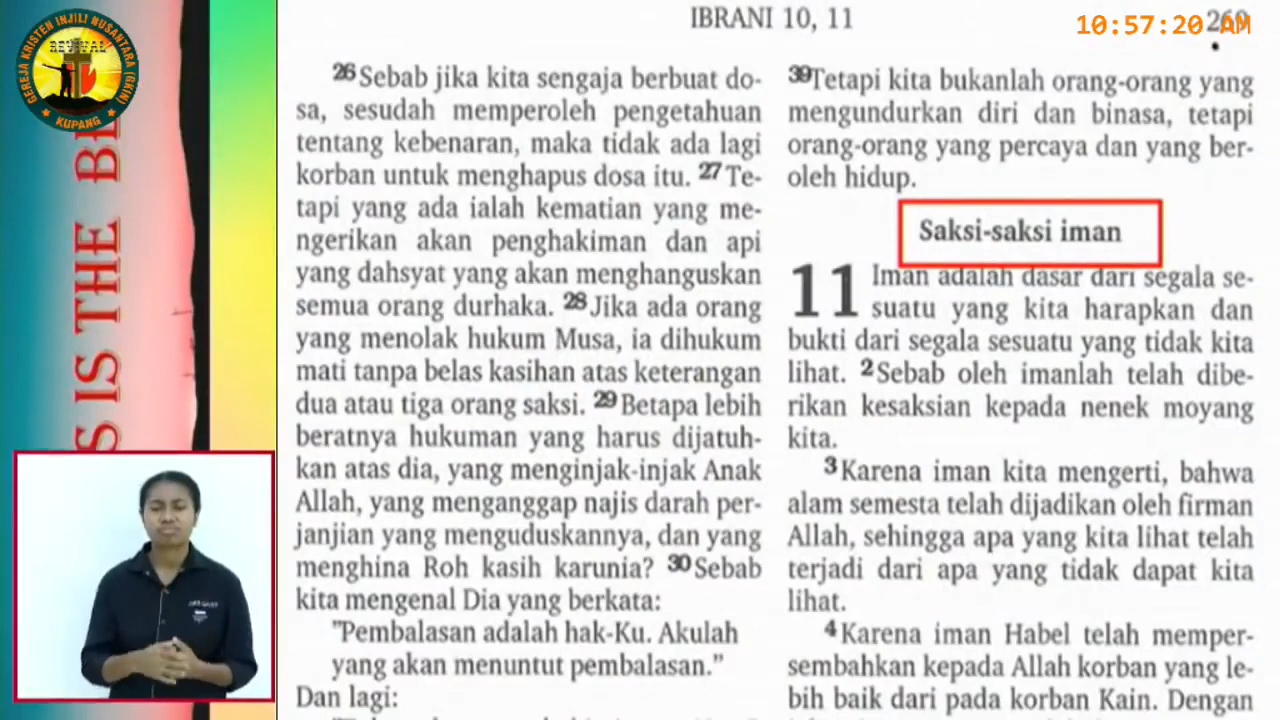 GEREJA KRISTEN INJILI NUSANTARA (GKIN)
REVIVAL
KUPANG
S IS THE B
IBRANI 10, 11
269
10:57:20 AM
26Sebab jika kita sengaja berbuat do-
sa, sesudah memperoleh pengetahuan
tentang kebenaran, maka tidak ada lagi
korban untuk menghapus dosa itu. 27Te-
tapi yang ada ialah kematian yang me-
ngerikan akan penghakiman dan api
yang dahsyat yang akan menghanguskan
semua orang durhaka. 28Jika ada orang
yang menolak hukum Musa, ia dihukum
mati tanpa belas kasihan atas keterangan
dua atau tiga orang saksi. 29Betapa lebih
beratnya hukuman yang harus dijatuh-
kan atas dia, yang menginjak-injak Anak
Allah, yang menganggap najis darah per-
janjian yang menguduskannya, dan yang
menghina Roh kasih karunia? 30Sebab
kita mengenal Dia yang berkata:
"Pembalasan adalah hak-Ku. Akulah
yang akan menuntut pembalasan."
Dan lagi:
39Tetapi kita bukanlah orang-orang yang
mengundurkan diri dan binasa, tetapi
orang-orang yang percaya dan yang ber-
oleh hidup.
Saksi-saksi iman
11 Iman adalah dasar dari segala se-
suatu yang kita harapkan dan
bukti dari segala sesuatu yang tidak kita
lihat. 2Sebab oleh imanlah telah dibe-
rikan kesaksian kepada nenek moyang
kita.
3Karena iman kita mengerti, bahwa
alam semesta telah dijadikan oleh firman
Allah, sehingga apa yang kita lihat telah
terjadi dari apa yang tidak dapat kita
lihat.
4Karena iman Habel telah memper-
sembahkan kepada Allah korban yang le-
bih baik dari pada korban Kain. Dengan